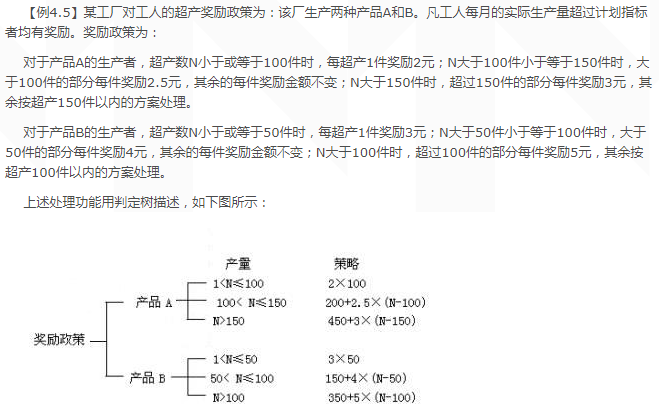 【例4.5】某工厂对工人的超产奖励政策为：该厂生产两种产品A和B。凡工人每月的实际生产量超过计划指标
者均有奖励。奖励政策为：
对于产品A的生产者，超产数N小于或等于100件时，每超产1件奖励2元；N大于100件小于等于150件时，大
于100件的部分每件奖励2.5元，其余的每件奖励金额不变；N大于150件时，超过150件的部分每件奖励3元，其
余按超产150件以内的方案处理。
对于产品B的生产者，超产数N小于或等于50件时，每超产1件奖励3元；N大于50件小于等于100件时，大于
50件的部分每件奖励4元，其余的每件奖励金额不变；N大于100件时，超过100件的部分每件奖励5元，其余按
超产100件以内的方案处理。
上述处理功能用判定树描述，如下图所示：
产量 策略
1<N≤100 2×100
产品 A 100< N≤150 200+2.5×(N-100)
N>150 450+3×(N-150)
奖励政策
1<N≤50 3×50
产品 B 50< N≤100 150+4×(N-50)
N>100 350+5×(N-100)